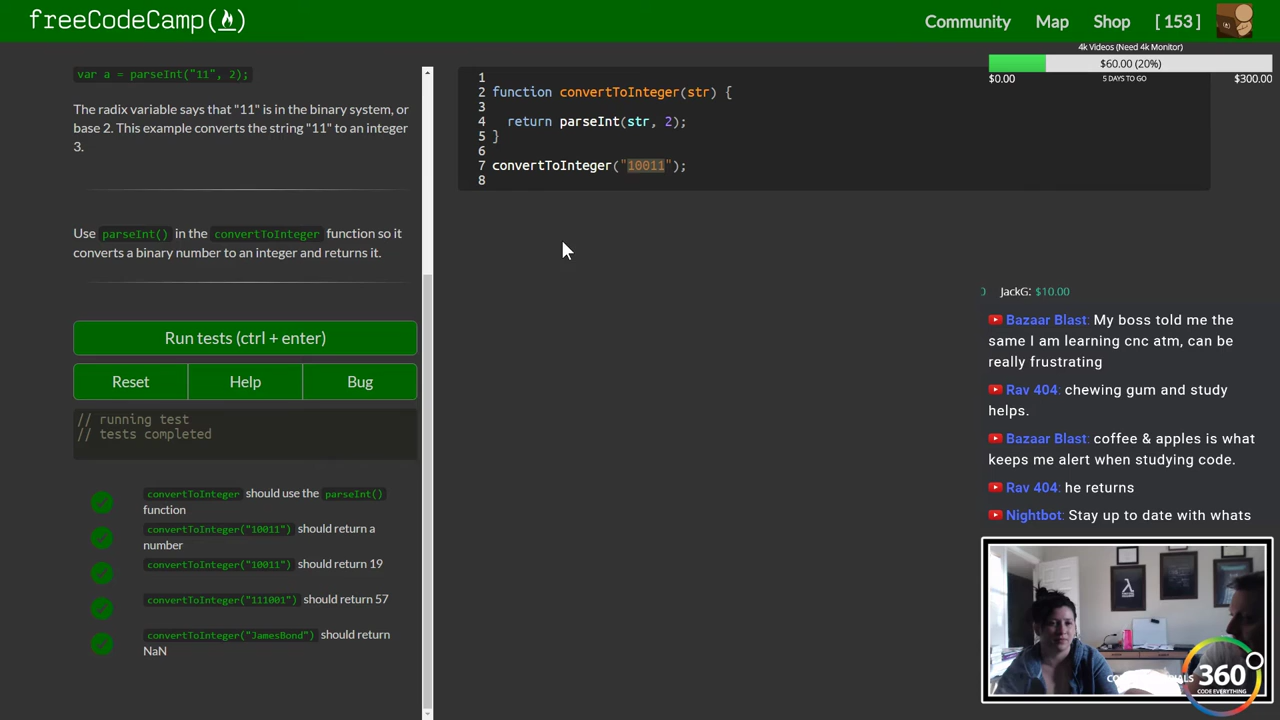 freeCodeCamp(🔥)
Community Map Shop [ 153 ]
4k Videos (Need 4k Monitor)
$60.00 (20%)
$0.00 5 DAYS TO GO $300.00
var a = parseInt("11", 2);
The radix variable says that "11" is in the binary system, or
base 2. This example converts the string "11" to an integer
3.
Use parseInt() in the convertToInteger function so it
converts a binary number to an integer and returns it.
Run tests (ctrl + enter)
Reset Help Bug
// running test
// tests completed
convertToInteger should use the parseInt()
function
convertToInteger("10011") should return a
number
convertToInteger("10011") should return 19
convertToInteger("111001") should return 57
convertToInteger("JamesBond") should return
NaN
1
2 function convertToInteger(str) {
3
4 return parseInt(str, 2);
5 }
6
7 convertToInteger("10011");
8
JackG: $10.00
Bazaar Blast: My boss told me the
same I am learning cnc atm, can be
really frustrating
Rav 404: chewing gum and study
helps.
Bazaar Blast: coffee & apples is what
keeps me alert when studying code.
Rav 404: he returns
Nightbot: Stay up to date with whats
360
CODE EVERYTHING